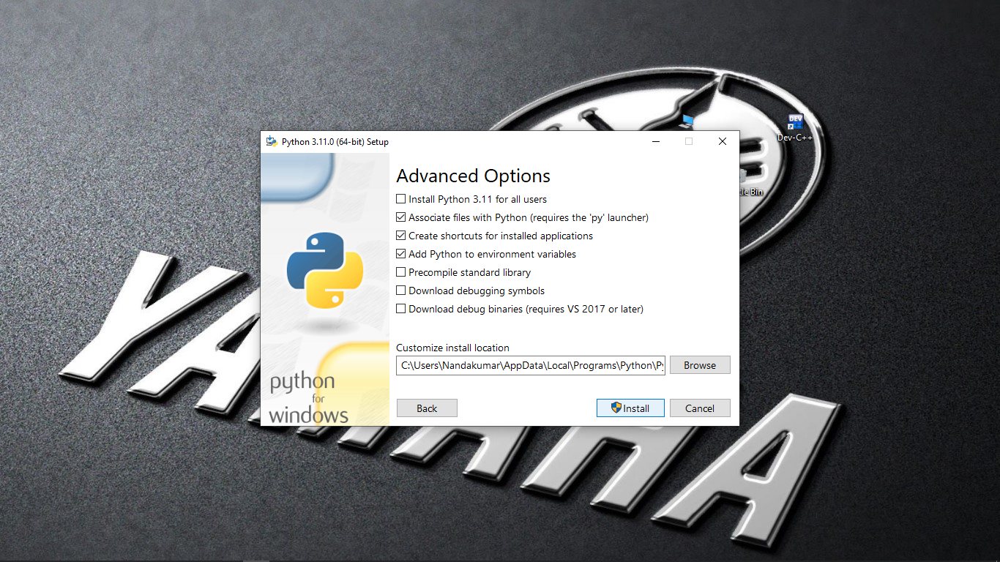 Python 3.11.0 (64-bit) Setup
Advanced Options
Install Python 3.11 for all users
Associate files with Python (requires the 'py' launcher)
Create shortcuts for installed applications
Add Python to environment variables
Precompile standard library
Download debugging symbols
Download debug binaries (requires VS 2017 or later)
Customize install location
C:\Users\Nandakumar\AppData\Local\Programs\Python\Py
Browse
Back
Install
Cancel
python
for
windows
DEV
Dev-C++
cle Bin
YAMAHA